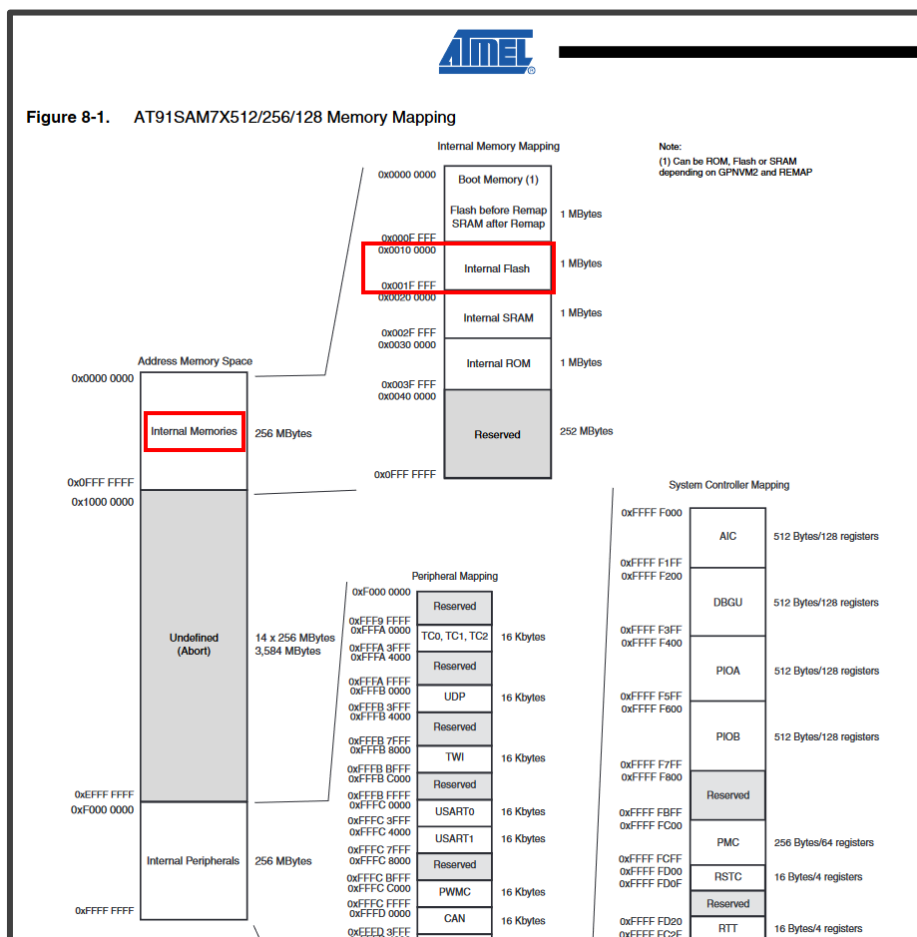 ATMEL®
Figure 8-1. AT91SAM7X512/256/128 Memory Mapping
Internal Memory Mapping
Note:
(1) Can be ROM, Flash or SRAM
depending on GPNVM2 and REMAP
0x0000 0000
Boot Memory (1)
Flash before Remap
SRAM after Remap
1 MBytes
0x000F FFF
0x0010 0000
Internal Flash
1 MBytes
0x001F FFF
0x0020 0000
Internal SRAM
1 MBytes
0x002F FFF
0x0030 0000
Internal ROM
1 MBytes
0x003F FFF
0x0040 0000
Reserved
252 MBytes
0x0FFF FFFF
Address Memory Space
0x0000 0000
Internal Memories
256 MBytes
0x0FFF FFFF
0x1000 0000
Undefined
(Abort)
14 x 256 MBytes
3,584 MBytes
0xEFFF FFFF
0xF000 0000
Internal Peripherals
256 MBytes
0xFFFF FFFF
Peripheral Mapping
0xF000 0000
Reserved
0xFFF9 FFFF
0xFFFA 0000
TC0, TC1, TC2
16 Kbytes
0xFFFA 3FFF
0xFFFA 4000
Reserved
0xFFFA FFFF
0xFFFB 0000
UDP
16 Kbytes
0xFFFB 3FFF
0xFFFB 4000
Reserved
0xFFFB 7FFF
0xFFFB 8000
TWI
16 Kbytes
0xFFFB BFFF
0xFFFB C000
Reserved
0xFFFB FFFF
0xFFFC 0000
USART0
16 Kbytes
0xFFFC 3FFF
0xFFFC 4000
USART1
16 Kbytes
0xFFFC 7FFF
0xFFFC 8000
Reserved
0xFFFC BFFF
0xFFFC C000
PWMC
16 Kbytes
0xFFFC FFFF
0xFFFD 0000
CAN
16 Kbytes
0xFFFD 3FFF
System Controller Mapping
0xFFFF F000
AIC
512 Bytes/128 registers
0xFFFF F1FF
0xFFFF F200
DBGU
512 Bytes/128 registers
0xFFFF F3FF
0xFFFF F400
PIOA
512 Bytes/128 registers
0xFFFF F5FF
0xFFFF F600
PIOB
512 Bytes/128 registers
0xFFFF F7FF
0xFFFF F800
Reserved
0xFFFF FBFF
0xFFFF FC00
PMC
256 Bytes/64 registers
0xFFFF FCFF
0xFFFF FD00
0xFFFF FD0F
RSTC
16 Bytes/4 registers
Reserved
0xFFFF FD20
RTT
16 Bytes/4 registers